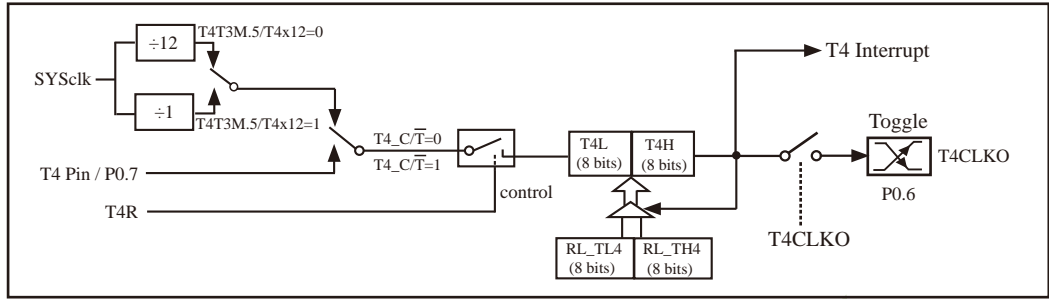 T4T3M.5/T4x12=0
÷12
T4 Interrupt
SYSclk
÷1
T4T3M.5/T4x12=1
Toggle
T4_C/T̅=0
T4_C/T̅=1
T4L
(8 bits)
T4H
(8 bits)
T4CLKO
T4 Pin / P0.7
control
P0.6
T4R
T4CLKO
RL_TL4
(8 bits)
RL_TH4
(8 bits)